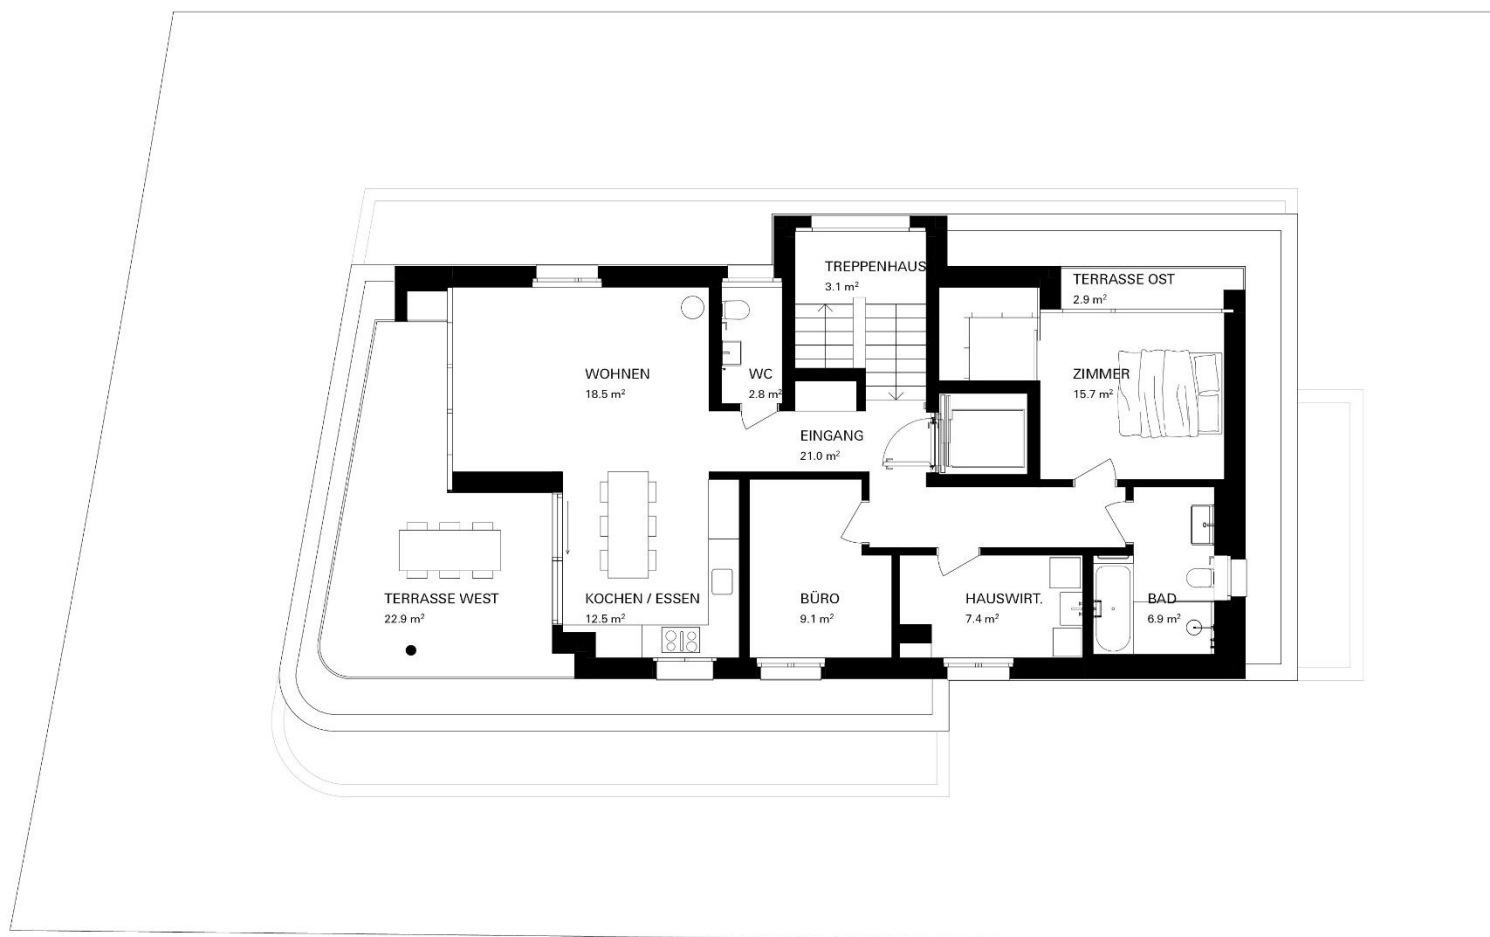 TREPPENHAUS
3.1 m²
TERRASSE OST
2.9 m²
WOHNEN
18.5 m²
WC
2.8 m²
ZIMMER
15.7 m²
EINGANG
21.0 m²
TERRASSE WEST
22.9 m²
KOCHEN / ESSEN
12.5 m²
BÜRO
9.1 m²
HAUSWIRT.
7.4 m²
BAD
6.9 m²